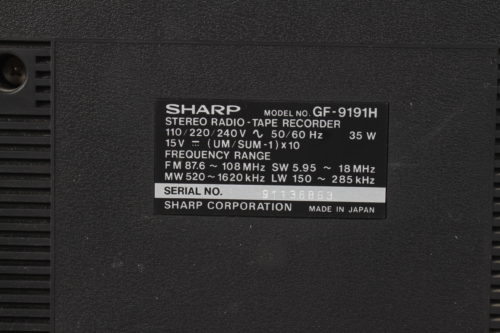 SHARP MODEL NO. GF-9191H
STEREO RADIO-TAPE RECORDER
110/220/240V ∿ 50/60 Hz 35 W
15V ⎓ (UM/SUM-1)×10
FREQUENCY RANGE
FM 87.6 ~ 108 MHz SW 5.95 ~ 18 MHz
MW 520 ~ 1620 kHz LW 150 ~ 285 kHz
SERIAL NO. 91136863
SHARP CORPORATION MADE IN JAPAN